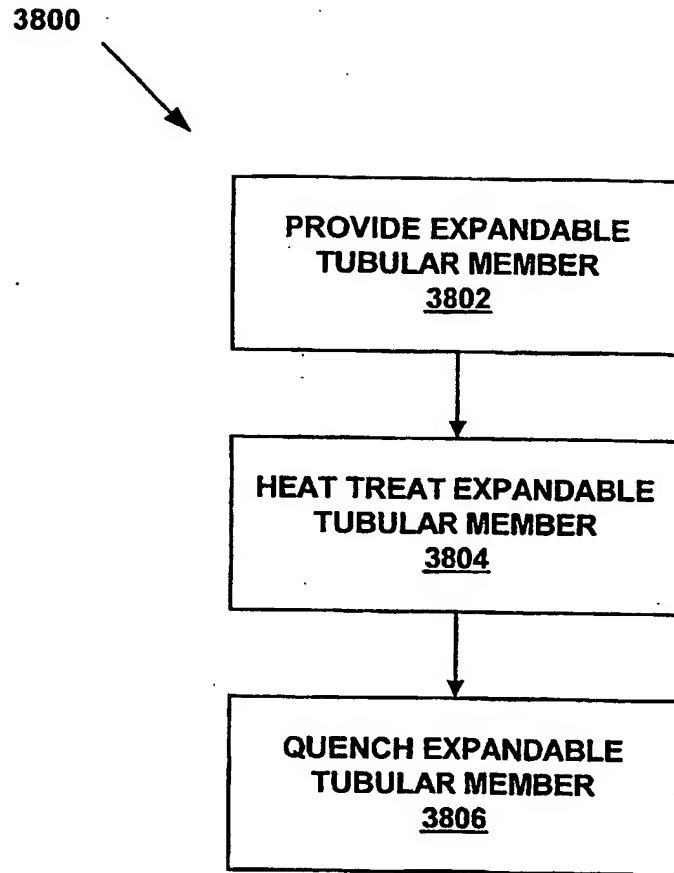 3800
PROVIDE EXPANDABLE
TUBULAR MEMBER
3802
HEAT TREAT EXPANDABLE
TUBULAR MEMBER
3804
QUENCH EXPANDABLE
TUBULAR MEMBER
3806